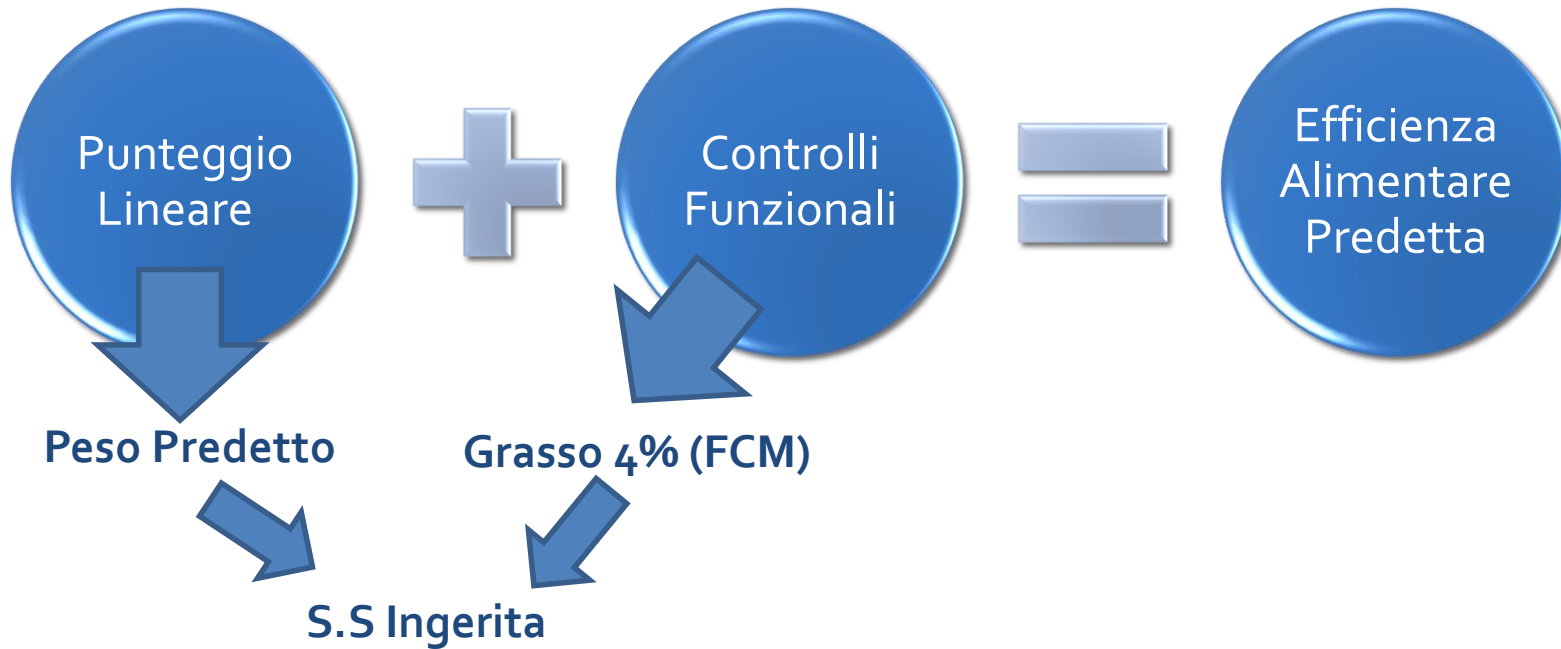 Punteggio
Lineare
Controlli
Funzionali
Efficienza
Alimentare
Predetta
Peso Predetto
Grasso 4% (FCM)
S.S Ingerita